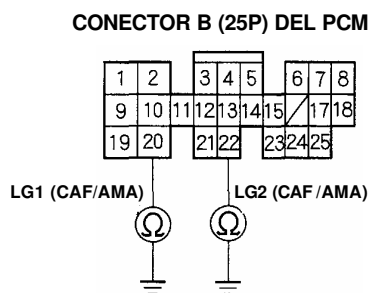 CONECTOR B (25P) DEL PCM
1 2 3 4 5 6 7 8
9 10 11 12 13 14 15 17 18
19 20 21 22 23 24 25
LG1 (CAF/AMA) LG2 (CAF /AMA)
Ω Ω